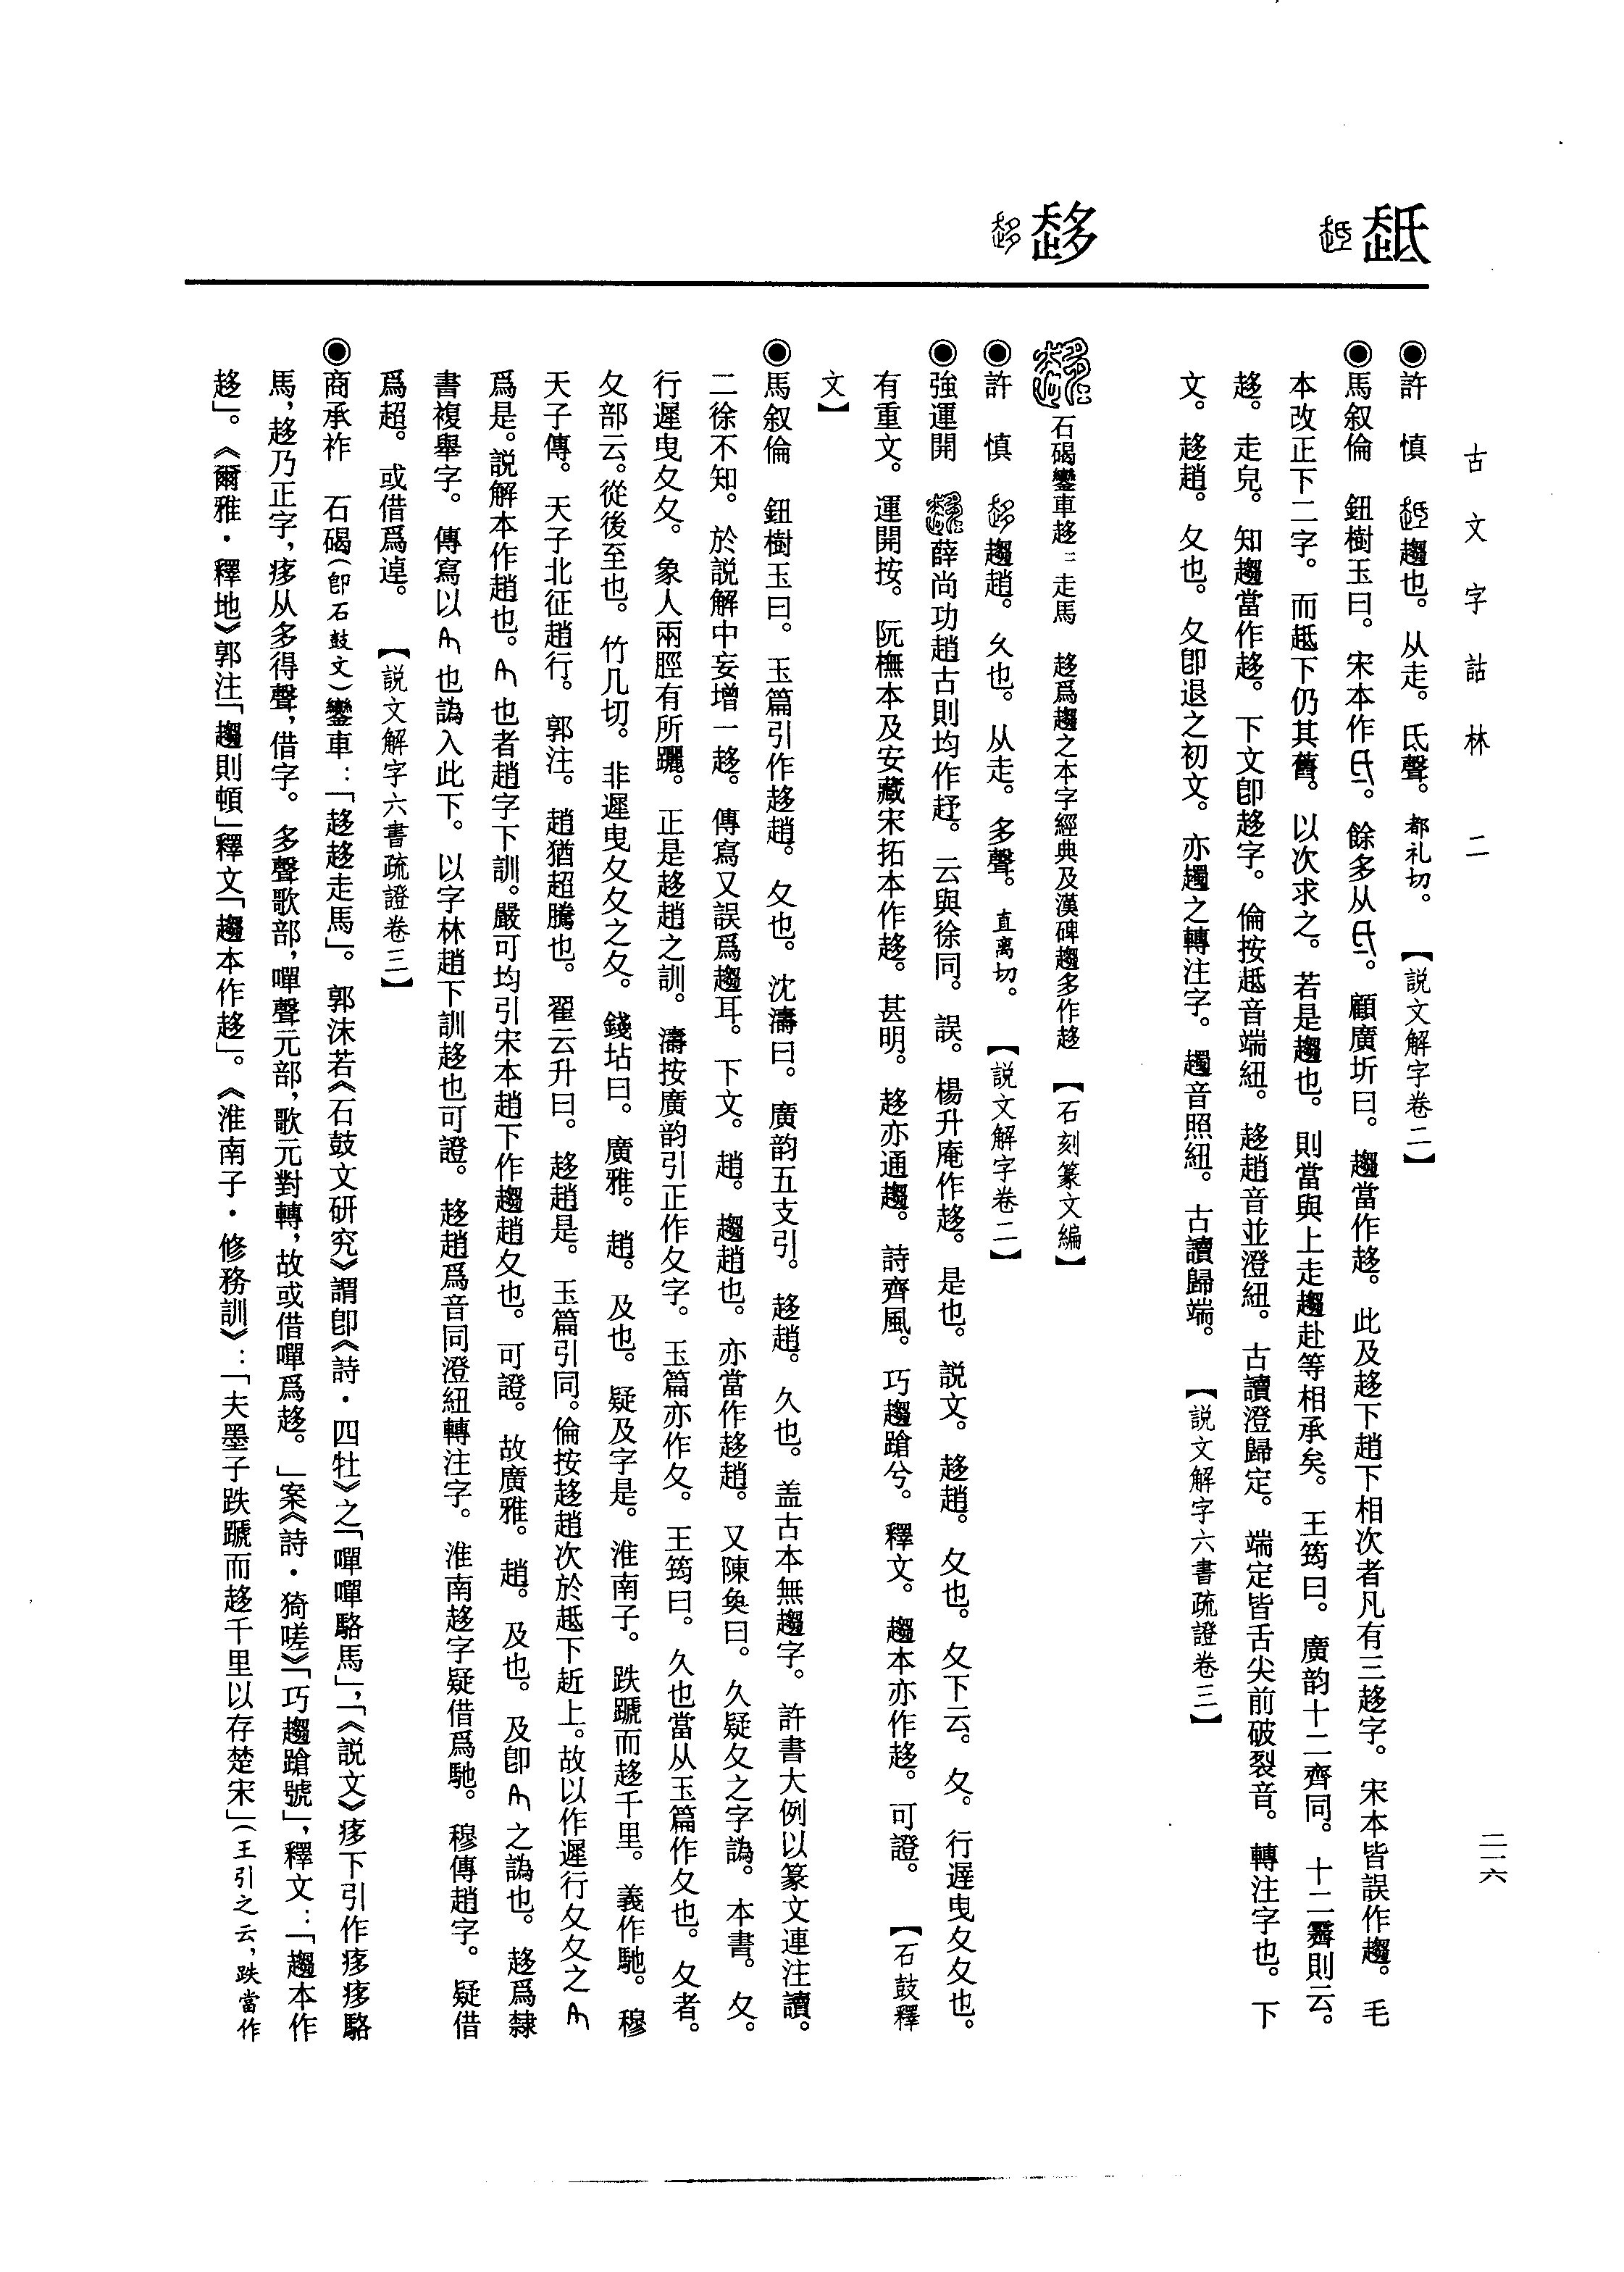 古文字詁林 二
二一六
趆
◉許 慎 趨也。从走。氐聲。都礼切。 【説文解字卷二】
◉馬叙倫 鈕樹玉曰。宋本作。餘多从。顧廣圻曰。趨當作趍。此及趍下趙下相次者凡有三趍字。宋本皆誤作趨。毛
本改正下二字。而趆下仍其舊。以次求之。若是趨也。則當與上走趨赴等相承矣。王筠曰。廣韵十二齊同。十二霽則云。
趍。走皃。知趨當作趍。下文卽趍字。倫按趆音端紐。趍趙音並澄紐。古讀澄歸定。端定皆舌尖前破裂音。轉注字也。下
文。趍趙。夂也。夂卽退之初文。亦趨之轉注字。音照紐。古讀歸端。 【説文解字六書疏證卷三】
趍
石碣鑾車趍〓走馬 趍爲趨之本字經典及漢碑趨多作趍 【石刻篆文編】
◉許 慎 趨趙。久也。从走。多聲。直离切。 【説文解字卷二】
◉強運開 薛尚功趙古則均作䍴。云與徐同。誤。楊升庵作趍。是也。説文。趍趙。夂也。夂下云。夂。行遲曳夂夂也。
有重文。運開按。阮橅本及安藏宋拓本作趍。甚明。趍亦通趨。詩齊風。巧趨蹌兮。釋文。趨本亦作趍。可證。 【石鼓釋
文】
◉馬叙倫 鈕樹玉曰。玉篇引作趍趙。夂也。沈濤曰。廣韵五支引。趍趙。久也。盖古本無趨字。許書大例以篆文連注讀。
二徐不知。於説解中妄增一趍。傳寫又誤爲趨耳。下文。趙。趨趙也。亦當作趍趙。又陳奐曰。久疑夂之字譌。本書。夂。
行遲曳夂夂。象人兩脛有所躧。正是趍趙之訓。濤按廣韵引正作夂字。玉篇亦作夂。王筠曰。久也當从玉篇作夂也。夂者。
夂部云。從後至也。竹几切。非遲曳夂夂之夂。錢坫曰。廣雅。趙。及也。疑及字是。淮南子。跌蹏而趍千里。義作馳。穆
天子傳。天子北征趙行。郭注。趙猶超騰也。翟云升曰。趍趙是。玉篇引同。倫按趍趙次於趆下赾上。故以作遲行夂夂之
爲是。説解本作趙也。也者趙字下訓。嚴可均引宋本趙下作趨趙夂也。可證。故廣雅。趙。及也。及卽之譌也。趍爲隸
書複舉字。傳寫以也譌入此下。以字林趙下訓趍也可證。趍趙爲音同澄紐轉注字。淮南趍字疑借爲馳。穆傳趙字。疑借
爲超。或借爲逴。 【説文解字六書疏證卷三】
◉商承祚 石碣（卽石鼓文）鑾車：「趍趍走馬」。郭沫若《石鼓文研究》謂卽《詩·四牡》之「嘽嘽駱馬」，「《説文》痑下引作痑痑駱
馬，趍乃正字，痑从多得聲，借字。多聲歌部，嘽聲元部，歌元對轉，故或借嘽爲趍。」案《詩·猗嗟》「巧趨蹌號」，釋文：「趨本作
趍」。《爾雅·釋地》郭注「趨則頓」釋文「趨本作趍」。《淮南子·修務訓》：「夫墨子跌蹏而趍千里以存楚宋」（王引之云，跌當作